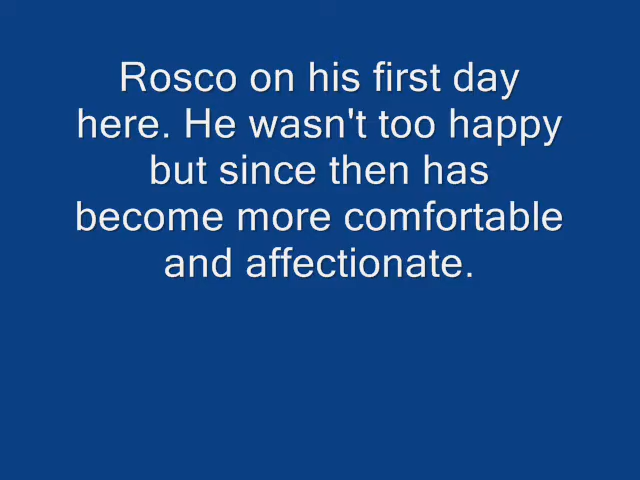 Rosco on his first day
here. He wasn't too happy
but since then has
become more comfortable
and affectionate.